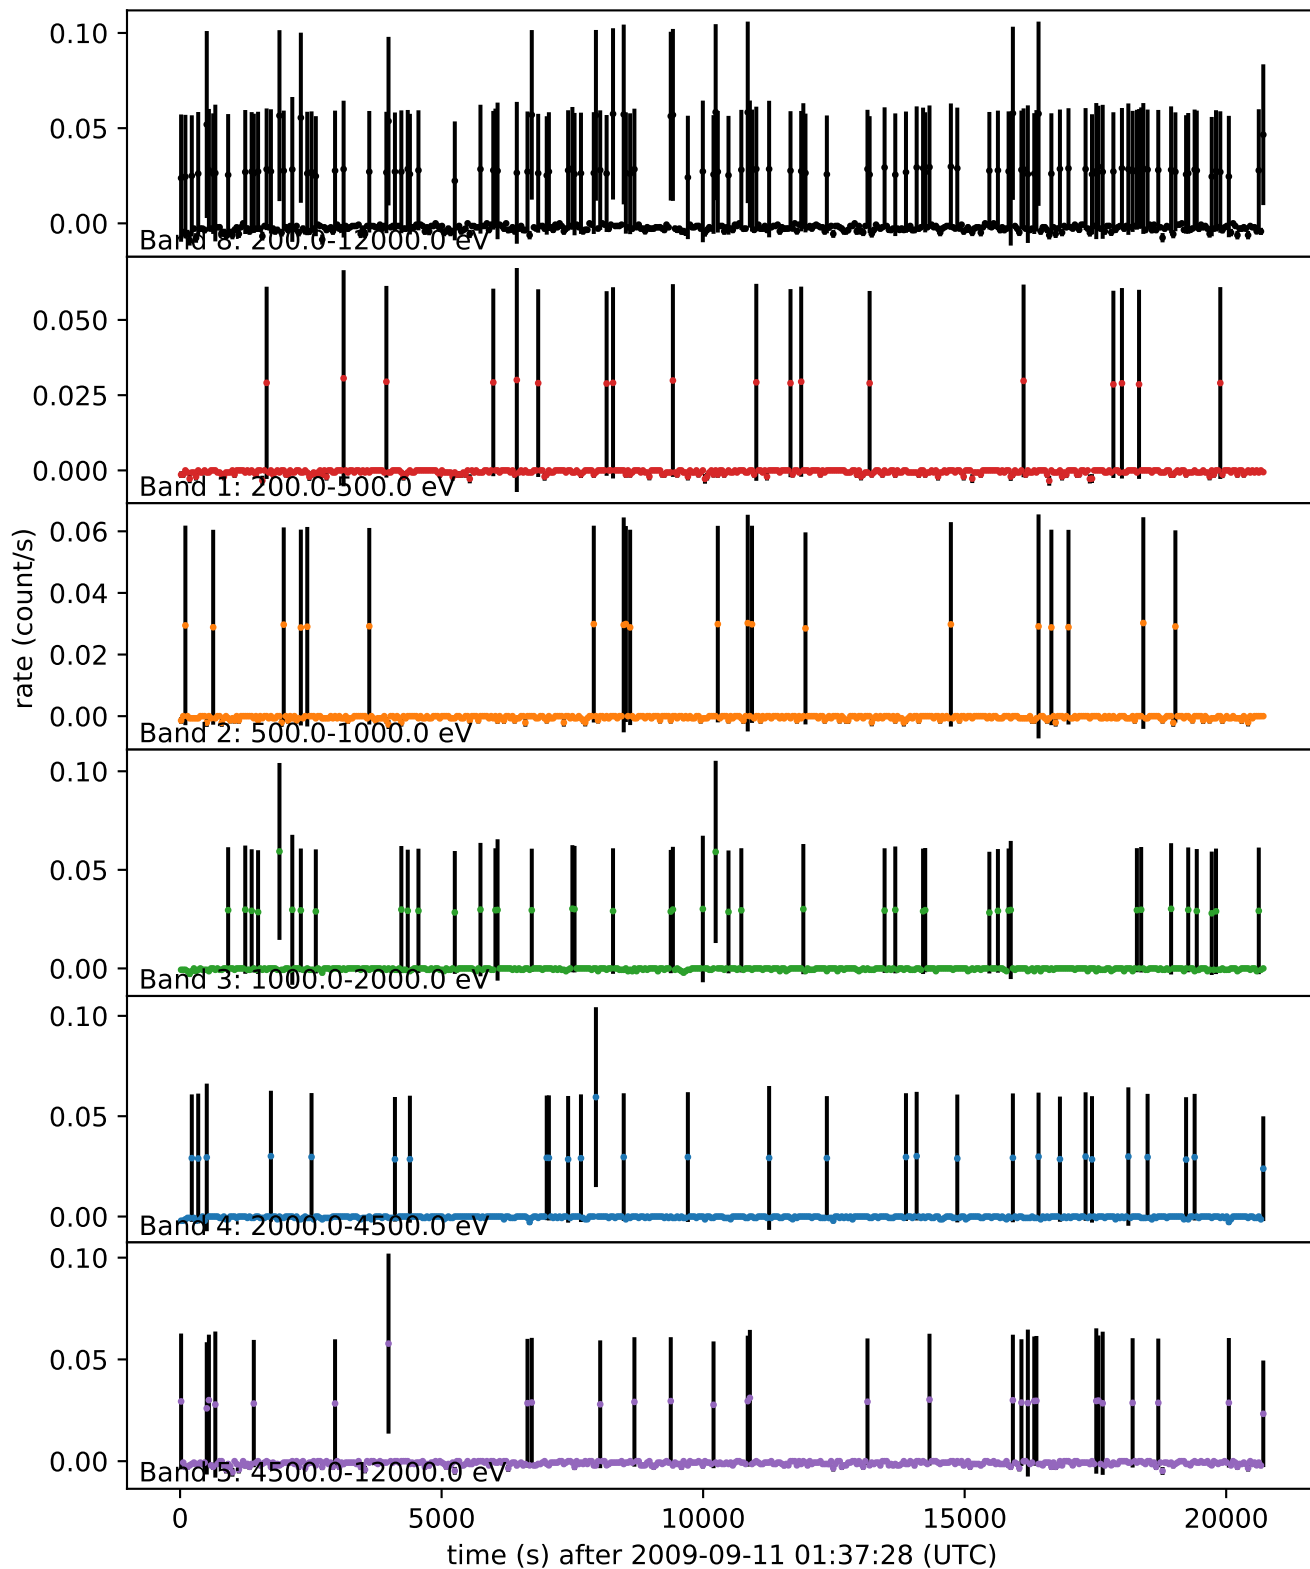 0.10
0.05
0.00
Band 8: 200.0-12000.0 eV
0.050
0.025
0.000
Band 1: 200.0-500.0 eV
0.06
0.04
0.02
0.00
Band 2: 500.0-1000.0 eV
rate (count/s)
0.10
0.05
0.00
Band 3: 1000.0-2000.0 eV
0.10
0.05
0.00
Band 4: 2000.0-4500.0 eV
0.10
0.05
0.00
Band 5: 4500.0-12000.0 eV
0 5000 10000 15000 20000
time (s) after 2009-09-11 01:37:28 (UTC)